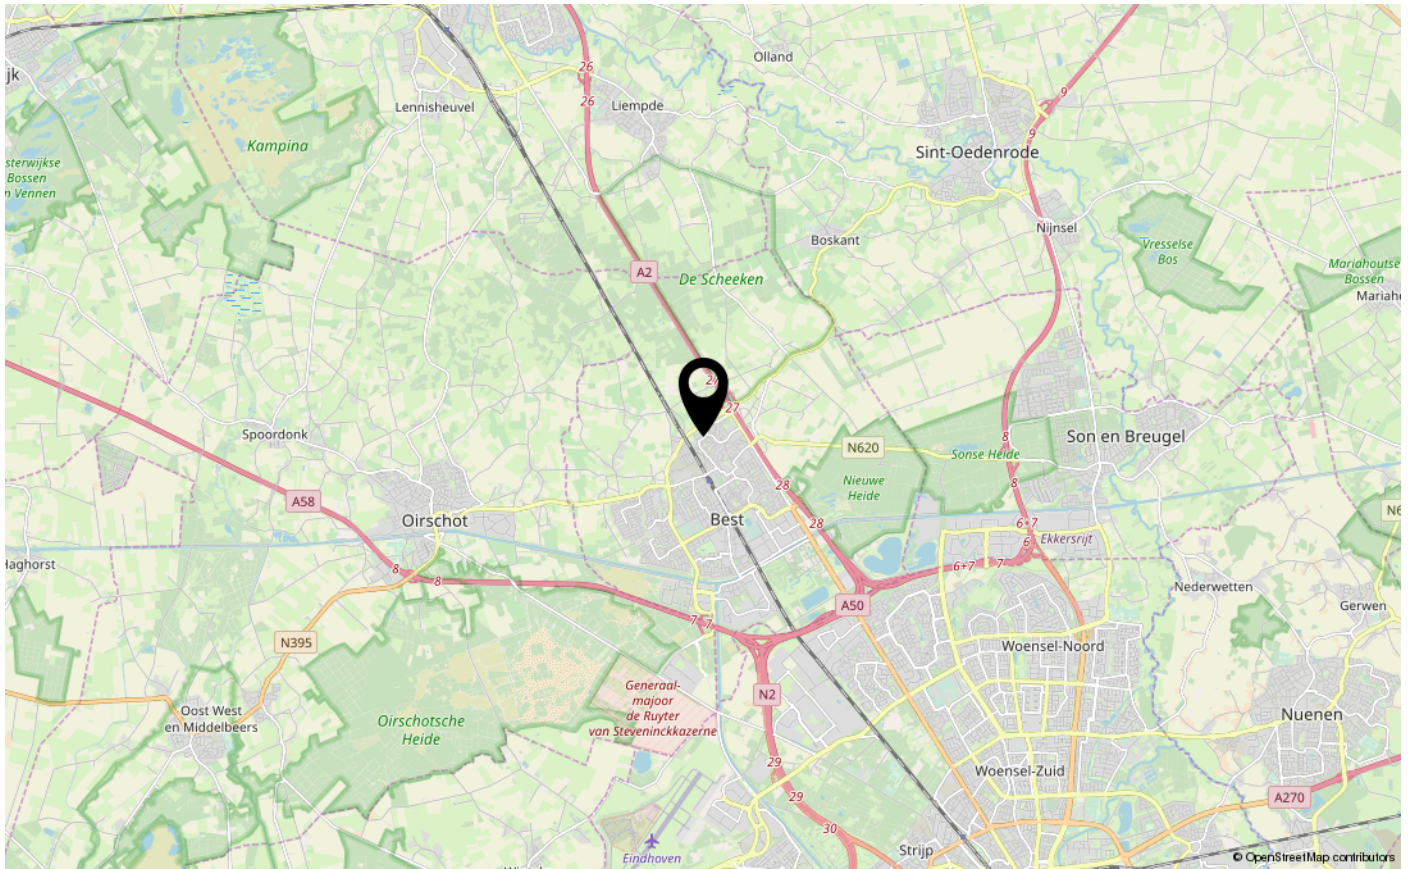 26
Olland
jk
26
Liempde
9
Lennisheuvel
9
Kampina
Sint-Oedenrode
sterwijkse
Bossen
n Vennen
Nijnsel
Boskant
Vresselse
Bos
A2
De Scheeken
Mariahoutse
Bossen
Mariaho
27
27
Spoordonk
8
Son en Breugel
N620
Sonse Heide
8
Nieuwe
Heide
28
A58
N6
Oirschot
Best
28
6+7
Ekkersrijt
6
Haghorst
8
8
6+7
7
Nederwetten
A50
Gerwen
7
7
N395
Woensel-Noord
Generaal-
majoor
de Ruyter
van Steveninckkazerne
N2
Oost West
en Middelbeers
Oirschotsche
Heide
Nuenen
29
Woensel-Zuid
29
A270
30
Eindhoven
Strijp
© OpenStreetMap contributors